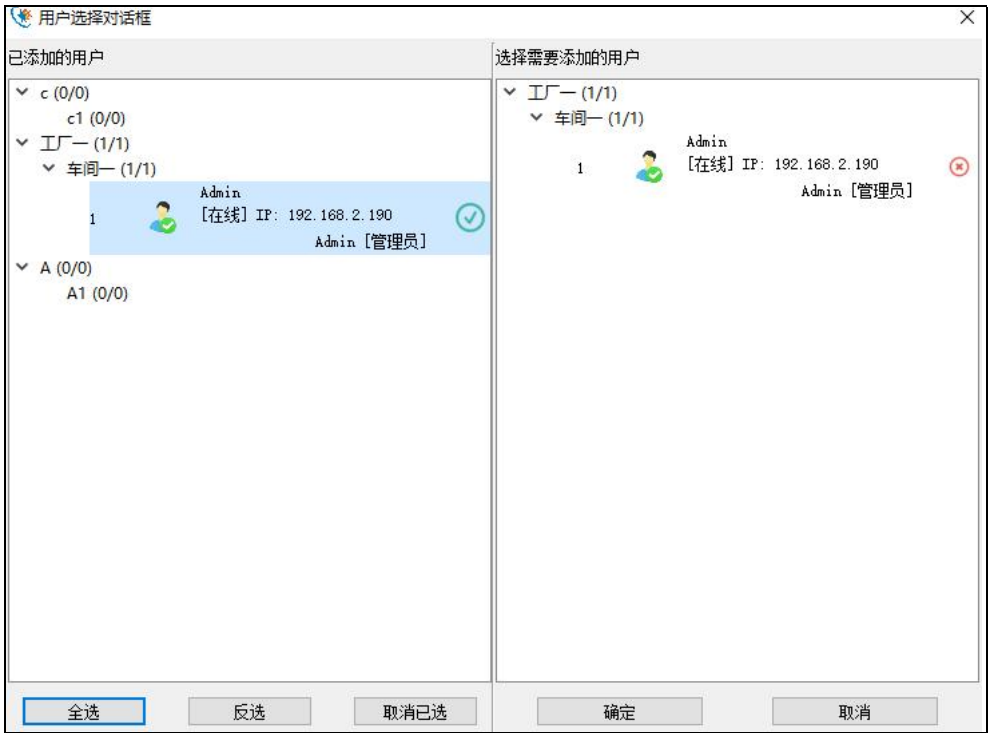 用户选择对话框
已添加的用户
c (0/0)
c1 (0/0)
工厂一 (1/1)
车间一 (1/1)
Admin
1 [在线] IP: 192.168.2.190
Admin [管理员]
A (0/0)
A1 (0/0)
全选 反选 取消已选
选择需要添加的用户
工厂一 (1/1)
车间一 (1/1)
Admin
1 [在线] IP: 192.168.2.190
Admin [管理员]
确定 取消